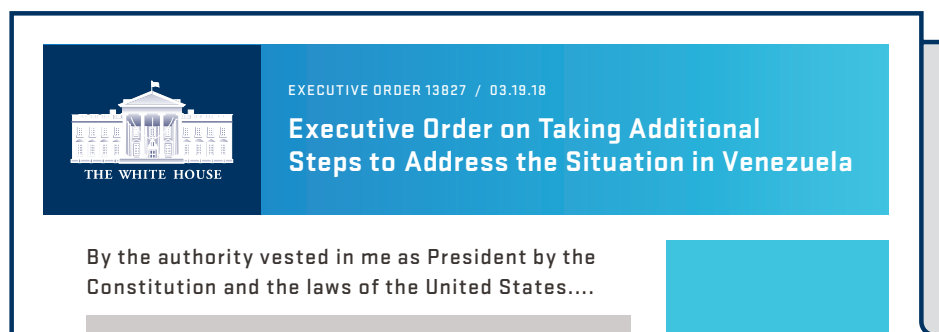 THE WHITE HOUSE
EXECUTIVE ORDER 13827 / 03.19.18
Executive Order on Taking Additional
Steps to Address the Situation in Venezuela
By the authority vested in me as President by the
Constitution and the laws of the United States....